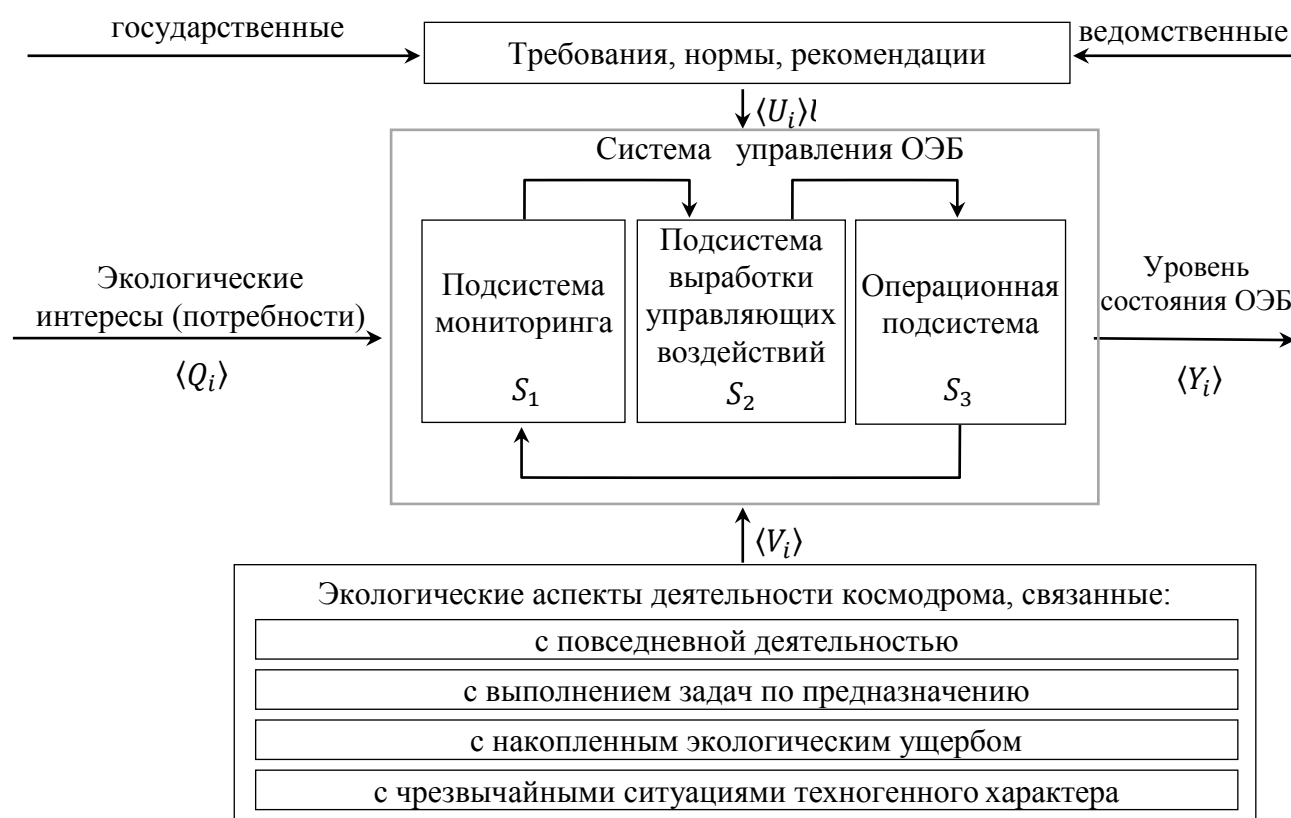 государственные
ведомственные
Требования, нормы, рекомендации
⟨U_i⟩l
Система управления ОЭБ
Экологические
интересы (потребности)
⟨Q_i⟩
Подсистема
мониторинга
S_1
Подсистема
выработки
управляющих
воздействий
S_2
Операционная
подсистема
S_3
Уровень
состояния ОЭБ
⟨Y_i⟩
⟨V_i⟩
Экологические аспекты деятельности космодрома, связанные:
с повседневной деятельностью
с выполнением задач по предназначению
с накопленным экологическим ущербом
с чрезвычайными ситуациями техногенного характера